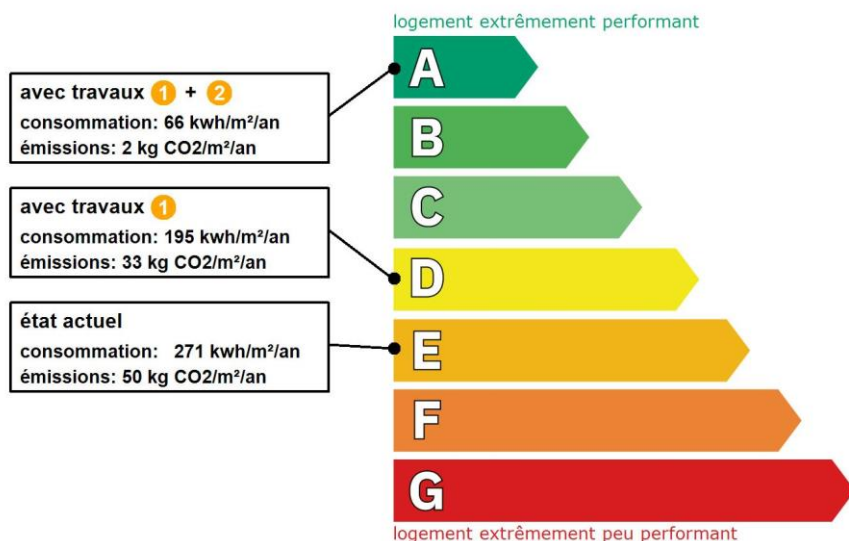 logement extrêmement performant
A
avec travaux 1 + 2
consommation: 66 kwh/m²/an
émissions: 2 kg CO2/m²/an
B
C
avec travaux 1
consommation: 195 kwh/m²/an
émissions: 33 kg CO2/m²/an
D
état actuel
consommation: 271 kwh/m²/an
émissions: 50 kg CO2/m²/an
E
F
G
logement extrêmement peu performant